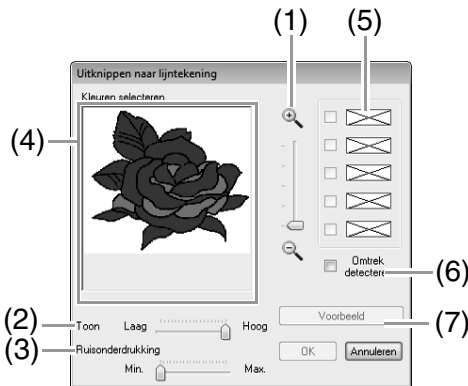 (1) (5)
Uitknippen naar lijntekening
Kleuren selecteren
(4)
Omtrek
detecteren
(6)
(2) Toon Laag Hoog
Voorbeeld (7)
(3) Ruisonderdrukking
Min. Max.
OK Annuleren